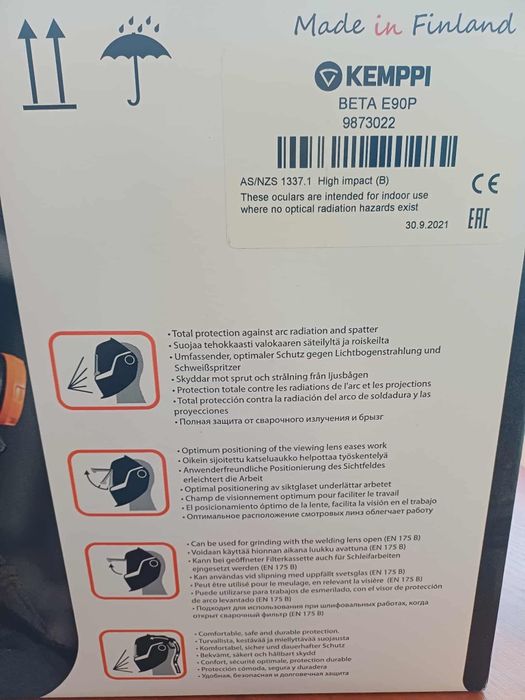 Made in Finland
KEMPPI
BETA E90P
9873022
AS/NZS 1337.1 High impact (B)
These oculars are intended for indoor use
where no optical radiation hazards exist
CE
EAC
30.9.2021
• Total protection against arc radiation and spatter
• Suojaa tehokkaasti valokaaren säteilyltä ja roiskeilta
• Umfassender, optimaler Schutz gegen Lichtbogenstrahlung und
Schweißspritzer
• Skyddar mot sprut och strålning från ljusbågen
• Protection totale contre les radiations de l'arc et les projections
• Total protección contra la radiación del arco de soldadura y las
proyecciones
• Полная защита от сварочного излучения и брызг
• Optimum positioning of the viewing lens eases work
• Oikein sijoitettu katseluaukko helpottaa työskentelyä
• Anwenderfreundliche Positionierung des Sichtfeldes
erleichtert die Arbeit
• Optimal positionering av siktglaset underlättar arbetet
• Champ de visionnement optimum pour faciliter le travail
• El posicionamiento óptimo de la lente, facilita la visión en el trabajo
• Оптимальное расположение смотровых линз облегчает работу
• Can be used for grinding with the welding lens open (EN 175 B)
• Voidaan käyttää hionnan aikana luukku avattuna (EN 175 B)
• Kann bei geöffneter Filterkassette auch für Schleifarbeiten
eingesetzt werden (EN 175 B)
• Kan användas vid slipning med uppfällt svetsglas (EN 175 B)
• Peut être utilisé pour le meulage, en relevant la visière (EN 175 B)
• Puede utilizarse para trabajos de esmerilado, con el visor de protección
de arco levantado (EN 175 B)
• Подходит для использования при шлифовальных работах, когда
открыт сварочный фильтр (EN 175 B)
• Comfortable, safe and durable protection.
• Turvallista, kestävää ja miellyttävää suojausta
• Komfortabel, sicher und dauerhafter Schutz
• Bekvämt, säkert och hållbart skydd
• Confort, sécurité optimale, protection durable
• Protección cómoda, segura y duradera
• Удобная, безопасная и долговечная защита